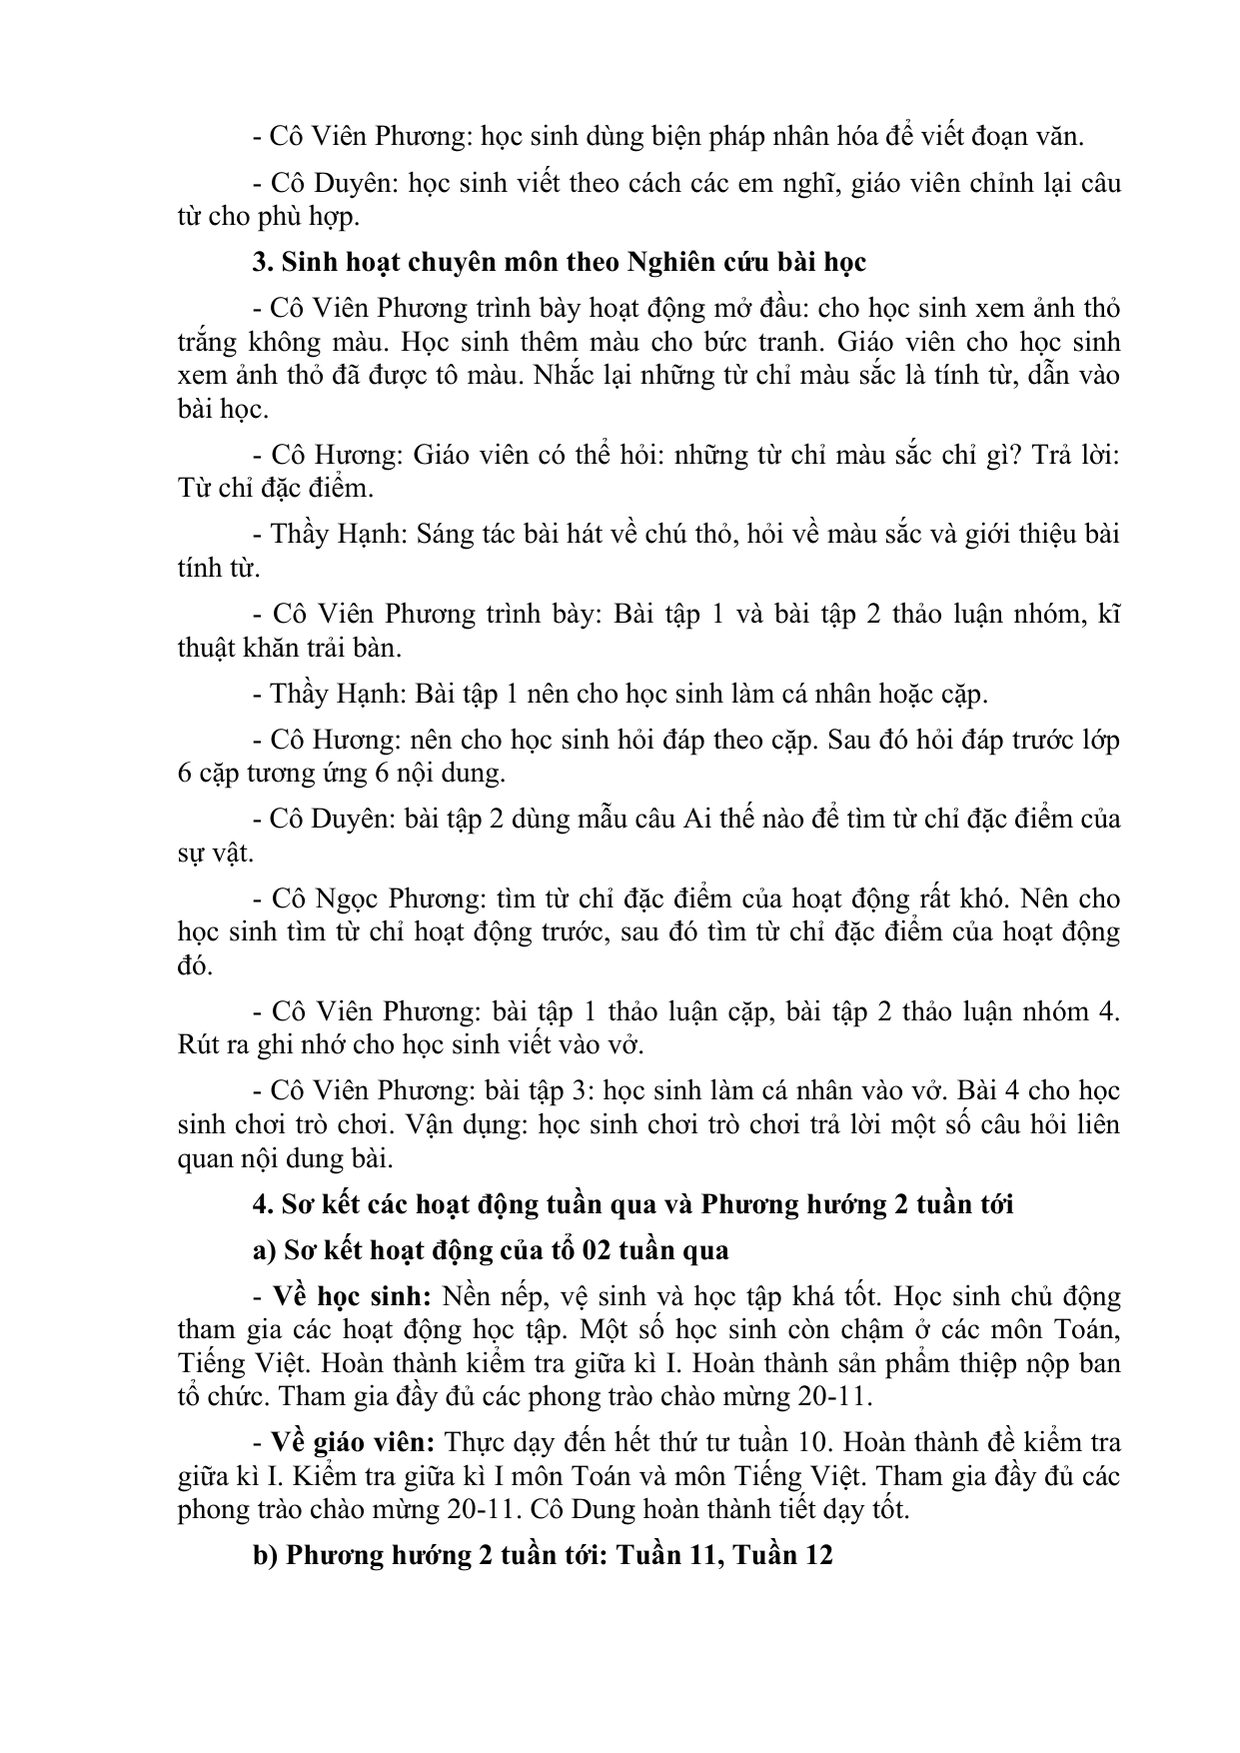 - Cô Viên Phương: học sinh dùng biện pháp nhân hóa để viết đoạn văn.
- Cô Duyên: học sinh viết theo cách các em nghĩ, giáo viên chỉnh lại câu
từ cho phù hợp.
3. Sinh hoạt chuyên môn theo Nghiên cứu bài học
- Cô Viên Phương trình bày hoạt động mở đầu: cho học sinh xem ảnh thỏ
trắng không màu. Học sinh thêm màu cho bức tranh. Giáo viên cho học sinh
xem ảnh thỏ đã được tô màu. Nhắc lại những từ chỉ màu sắc là tính từ, dẫn vào
bài học.
- Cô Hương: Giáo viên có thể hỏi: những từ chỉ màu sắc chỉ gì? Trả lời:
Từ chỉ đặc điểm.
- Thầy Hạnh: Sáng tác bài hát về chú thỏ, hỏi về màu sắc và giới thiệu bài
tính từ.
- Cô Viên Phương trình bày: Bài tập 1 và bài tập 2 thảo luận nhóm, kĩ
thuật khăn trải bàn.
- Thầy Hạnh: Bài tập 1 nên cho học sinh làm cá nhân hoặc cặp.
- Cô Hương: nên cho học sinh hỏi đáp theo cặp. Sau đó hỏi đáp trước lớp
6 cặp tương ứng 6 nội dung.
- Cô Duyên: bài tập 2 dùng mẫu câu Ai thế nào để tìm từ chỉ đặc điểm của
sự vật.
- Cô Ngọc Phương: tìm từ chỉ đặc điểm của hoạt động rất khó. Nên cho
học sinh tìm từ chỉ hoạt động trước, sau đó tìm từ chỉ đặc điểm của hoạt động
đó.
- Cô Viên Phương: bài tập 1 thảo luận cặp, bài tập 2 thảo luận nhóm 4.
Rút ra ghi nhớ cho học sinh viết vào vở.
- Cô Viên Phương: bài tập 3: học sinh làm cá nhân vào vở. Bài 4 cho học
sinh chơi trò chơi. Vận dụng: học sinh chơi trò chơi trả lời một số câu hỏi liên
quan nội dung bài.
4. Sơ kết các hoạt động tuần qua và Phương hướng 2 tuần tới
a) Sơ kết hoạt động của tổ 02 tuần qua
- Về học sinh: Nền nếp, vệ sinh và học tập khá tốt. Học sinh chủ động
tham gia các hoạt động học tập. Một số học sinh còn chậm ở các môn Toán,
Tiếng Việt. Hoàn thành kiểm tra giữa kì I. Hoàn thành sản phẩm thiệp nộp ban
tổ chức. Tham gia đầy đủ các phong trào chào mừng 20-11.
- Về giáo viên: Thực dạy đến hết thứ tư tuần 10. Hoàn thành đề kiểm tra
giữa kì I. Kiểm tra giữa kì I môn Toán và môn Tiếng Việt. Tham gia đầy đủ các
phong trào chào mừng 20-11. Cô Dung hoàn thành tiết dạy tốt.
b) Phương hướng 2 tuần tới: Tuần 11, Tuần 12